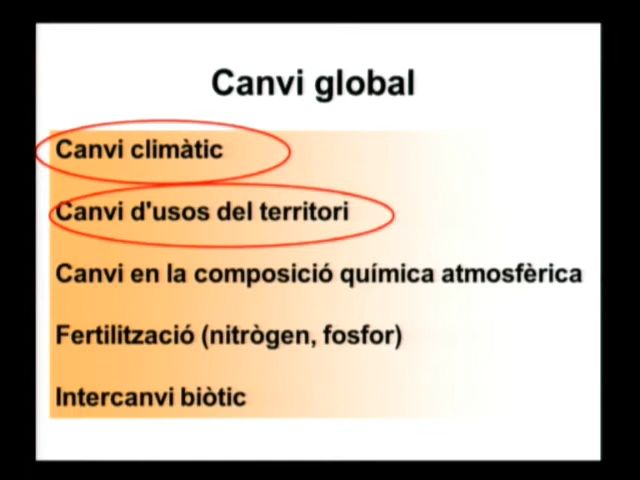 Canvi global
Canvi climàtic
Canvi d'usos del territori
Canvi en la composició química atmosfèrica
Fertilització (nitrògen, fosfor)
Intercanvi biòtic